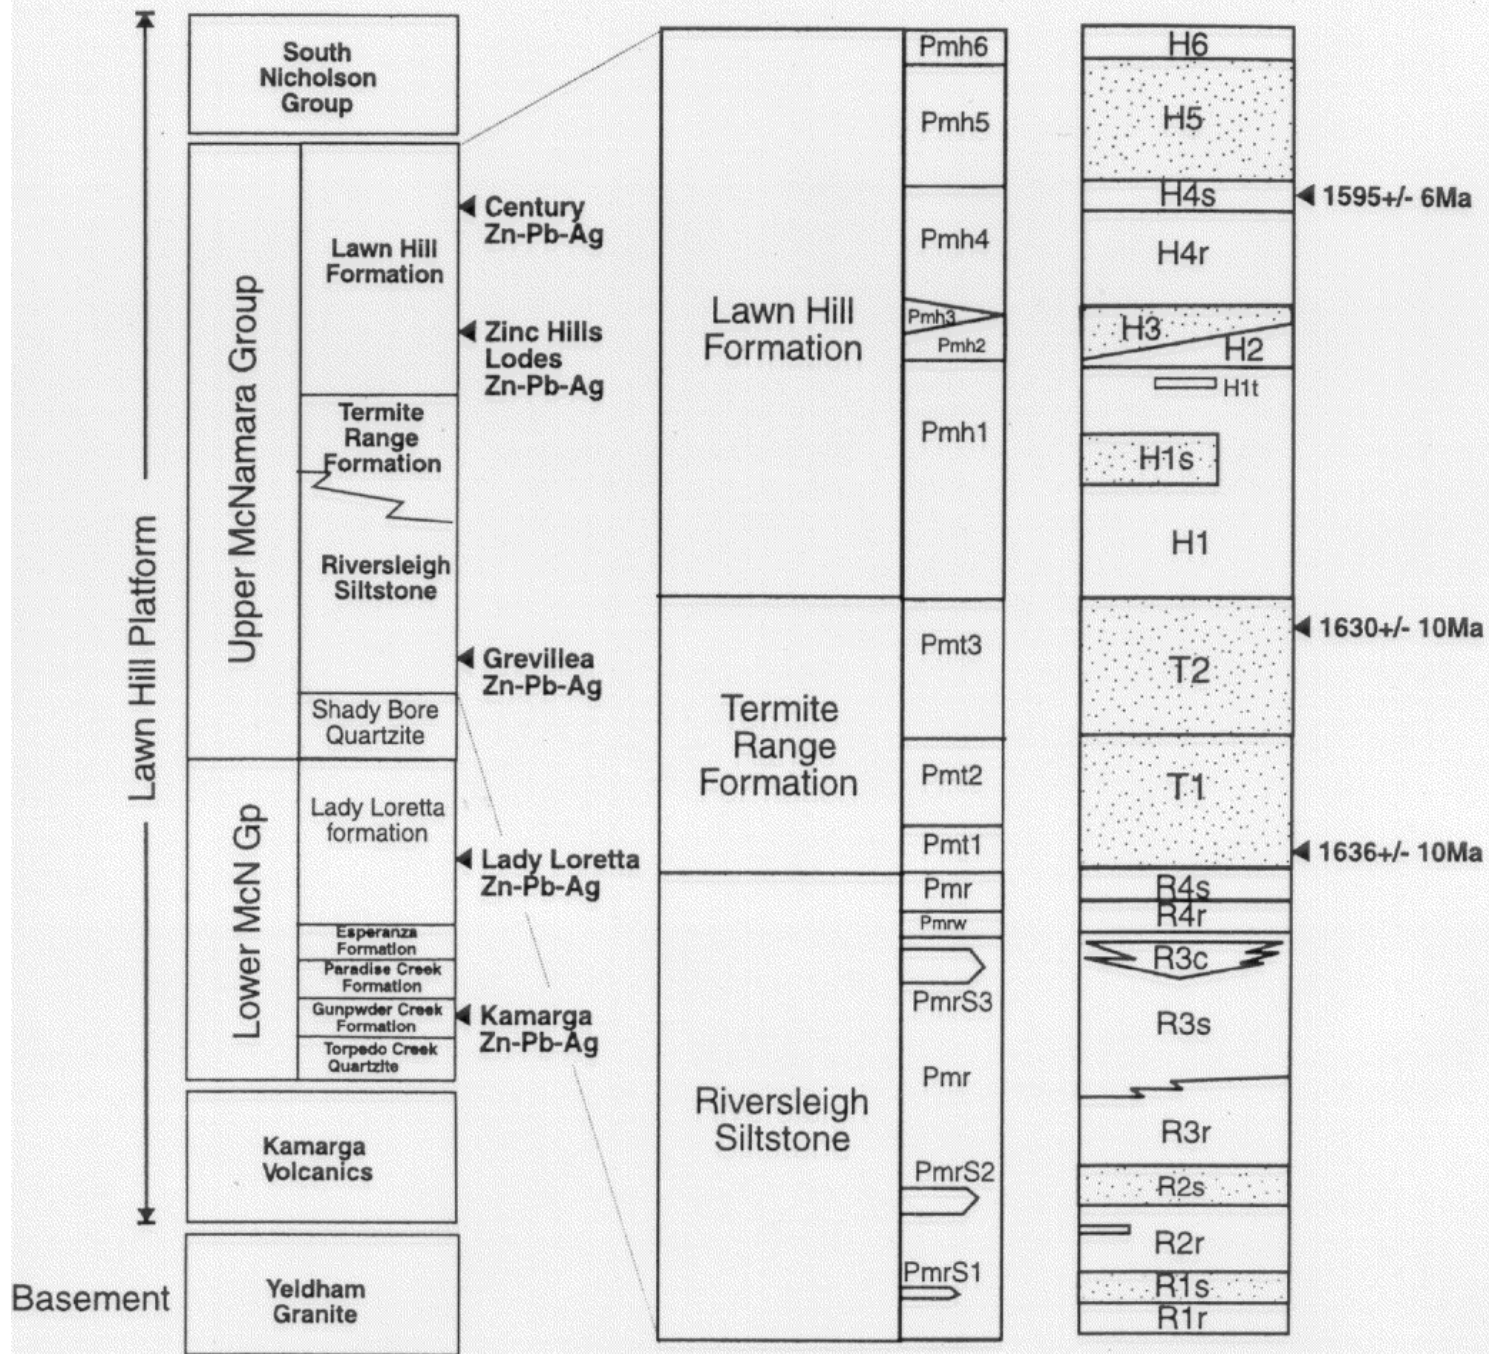 South
Nicholson
Group
Lawn Hill Platform
Upper McNamara Group
Lawn Hill
Formation
Century
Zn-Pb-Ag
Zinc Hills
Lodes
Zn-Pb-Ag
Termite
Range
Formation
Riversleigh
Siltstone
Grevillea
Zn-Pb-Ag
Shady Bore
Quartzite
Lower McN Gp
Lady Loretta
formation
Lady Loretta
Zn-Pb-Ag
Esperanza
Formation
Paradise Creek
Formation
Gunpwder Creek
Formation
Kamarga
Zn-Pb-Ag
Torpedo Creek
Quartzite
Kamarga
Volcanics
Basement
Yeldham
Granite
Lawn Hill
Formation
Termite
Range
Formation
Riversleigh
Siltstone
Pmh6
Pmh5
Pmh4
Pmh3
Pmh2
Pmh1
Pmt3
Pmt2
Pmt1
Pmr
Pmrw
PmrS3
Pmr
PmrS2
PmrS1
H6
H5
H4s
1595+/- 6Ma
H4r
H3
H2
H1t
H1s
H1
1630+/- 10Ma
T2
T1
1636+/- 10Ma
R4s
R4r
R3c
R3s
R3r
R2s
R2r
R1s
R1r